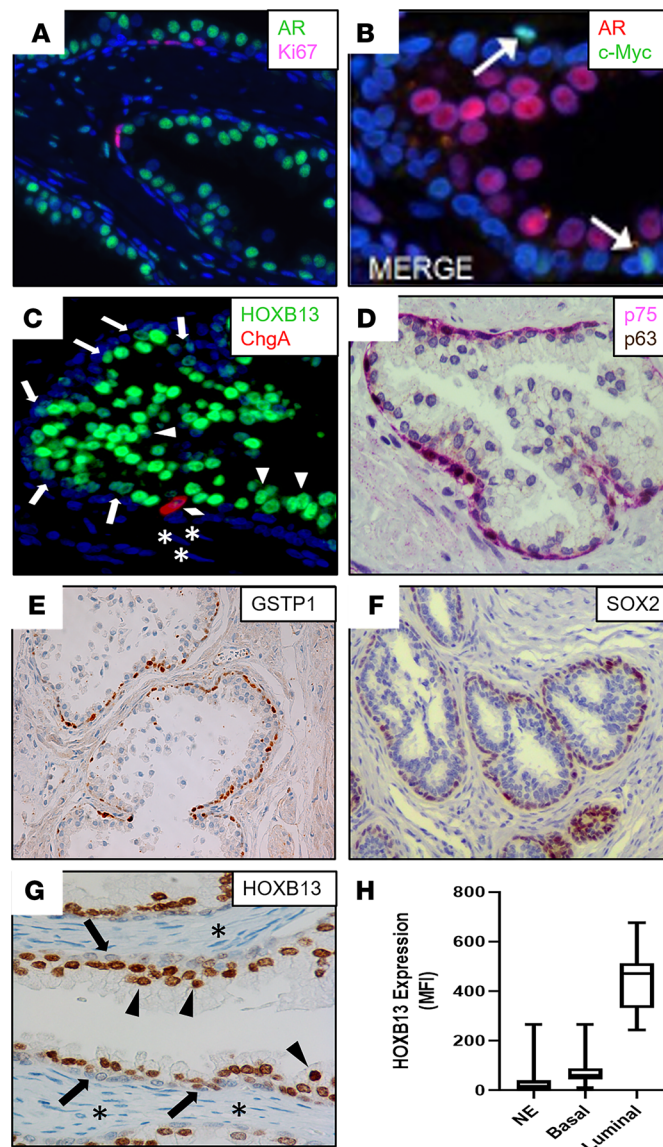 A
AR
Ki67
B
AR
c-Myc
MERGE
C
HOXB13
ChgA
* *
*
D
p75
p63
E
GSTP1
F
SOX2
G
HOXB13
*
*
*
H
HOXB13 Expression
(MFI)
800
600
400
200
0
NE
Basal
Luminal